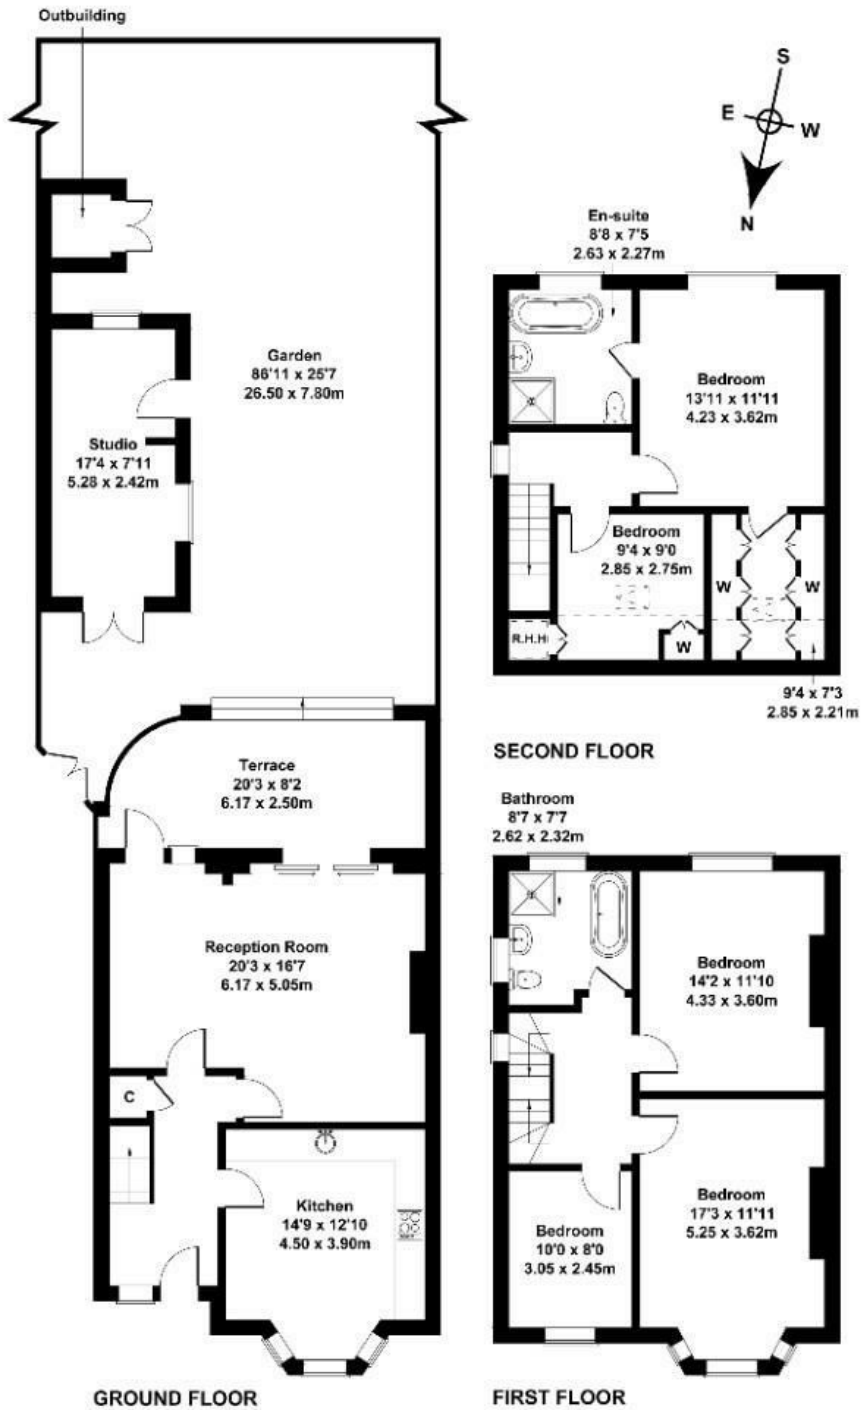 Outbuilding
S
E
W
N
En-suite
8'8 x 7'5
2.63 x 2.27m
Garden
86'11 x 25'7
26.50 x 7.80m
Bedroom
13'11 x 11'11
4.23 x 3.62m
Studio
17'4 x 7'11
5.28 x 2.42m
Bedroom
9'4 x 9'0
2.85 x 2.75m
W
W
R.H.H
W
9'4 x 7'3
2.85 x 2.21m
SECOND FLOOR
Terrace
20'3 x 8'2
6.17 x 2.50m
Bathroom
8'7 x 7'7
2.62 x 2.32m
Reception Room
20'3 x 16'7
6.17 x 5.05m
Bedroom
14'2 x 11'10
4.33 x 3.60m
C
Kitchen
14'9 x 12'10
4.50 x 3.90m
Bedroom
17'3 x 11'11
5.25 x 3.62m
Bedroom
10'0 x 8'0
3.05 x 2.45m
GROUND FLOOR
FIRST FLOOR